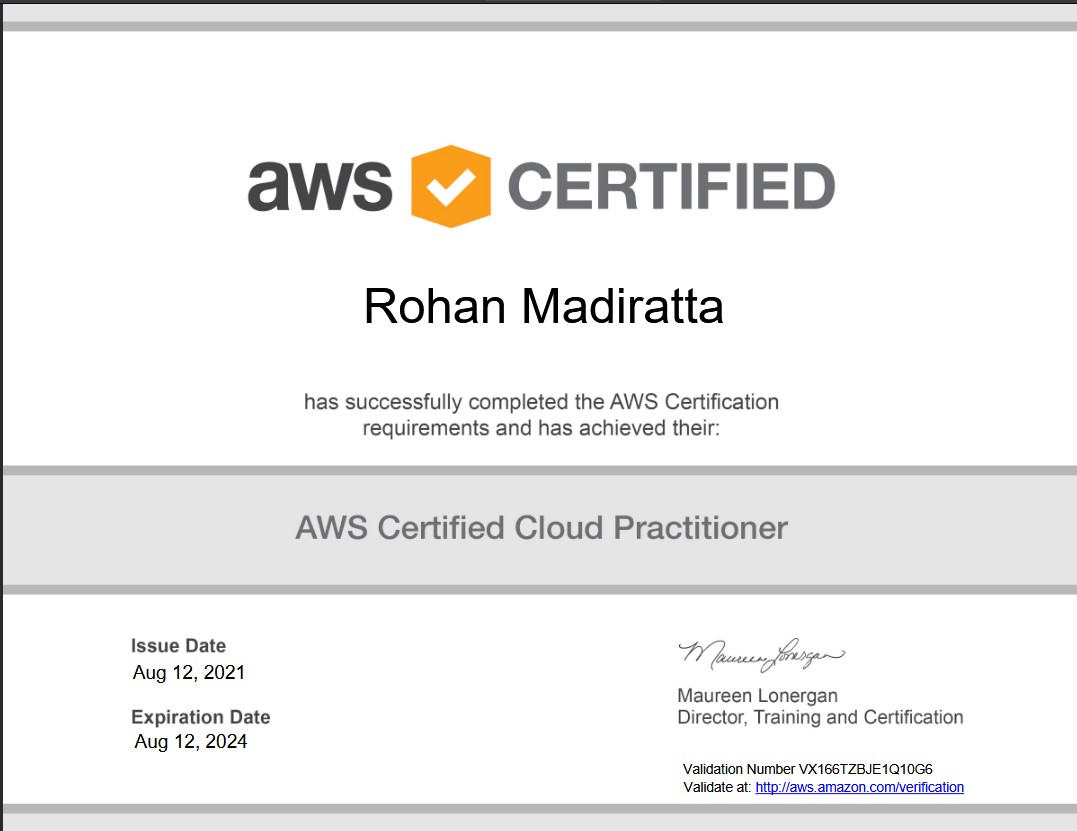 aws CERTIFIED
Rohan Madiratta
has successfully completed the AWS Certification
requirements and has achieved their:
AWS Certified Cloud Practitioner
Issue Date
Aug 12, 2021
Expiration Date
Aug 12, 2024
Maureen Lonergan
Maureen Lonergan
Director, Training and Certification
Validation Number VX166TZBJE1Q10G6
Validate at: http://aws.amazon.com/verification